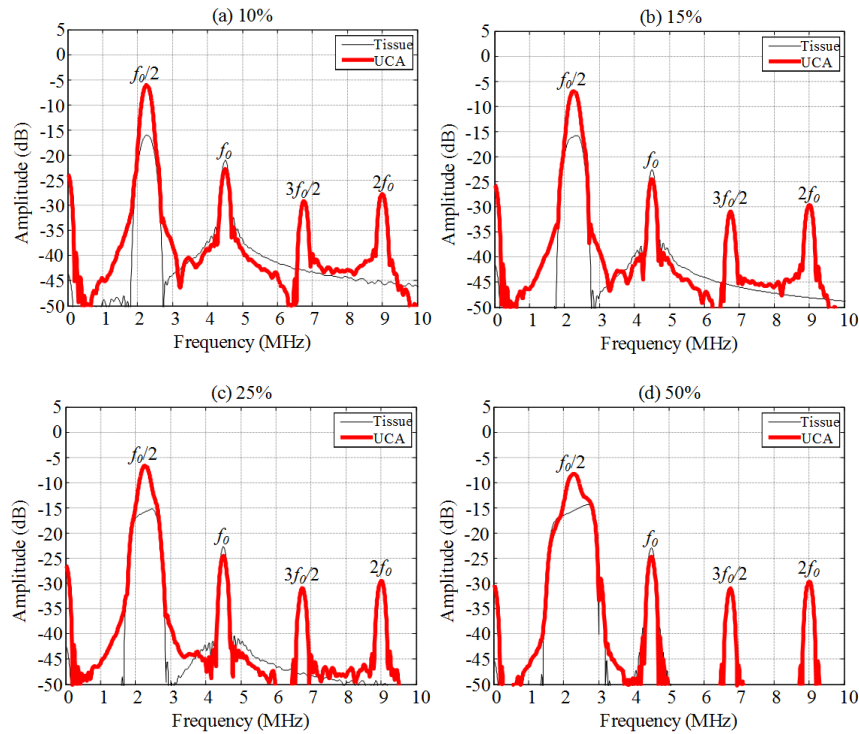 (a) 10%
5
0
-5
-10
-15
-20
-25
-30
-35
-40
-45
-50
Amplitude (dB)
f0/2
f0
3f0/2
2f0
Tissue
UCA
0 1 2 3 4 5 6 7 8 9 10
Frequency (MHz)
(b) 15%
5
0
-5
-10
-15
-20
-25
-30
-35
-40
-45
-50
Amplitude (dB)
f0/2
f0
3f0/2
2f0
Tissue
UCA
0 1 2 3 4 5 6 7 8 9 10
Frequency (MHz)
(c) 25%
5
0
-5
-10
-15
-20
-25
-30
-35
-40
-45
-50
Amplitude (dB)
f0/2
f0
3f0/2
2f0
Tissue
UCA
0 1 2 3 4 5 6 7 8 9 10
Frequency (MHz)
(d) 50%
5
0
-5
-10
-15
-20
-25
-30
-35
-40
-45
-50
Amplitude (dB)
f0/2
f0
3f0/2
2f0
Tissue
UCA
0 1 2 3 4 5 6 7 8 9 10
Frequency (MHz)